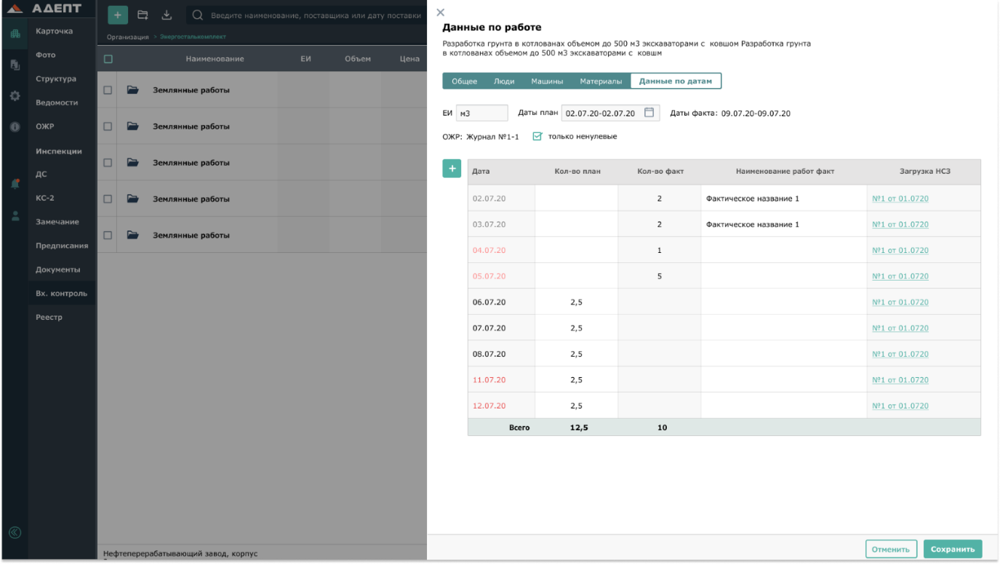 АДЕПТ
Карточка
Фото
Структура
Ведомости
ОЖР
Инспекции
ДС
КС-2
Замечание
Предписания
Документы
Вх. контроль
Реестр
Введите наименование, поставщика или дату поставки
Организация > Энергосталькомплект
Наименование ЕИ Объем Цена
Землянные работы
Землянные работы
Землянные работы
Землянные работы
Землянные работы
Нефтеперерабатывающий завод, корпус
Данные по работе
Разработка грунта в котлованах объемом до 500 м3 экскаваторами с ковшом Разработка грунта
в котлованах объемом до 500 м3 экскаваторами с ковшм
Общее Люди Машины Материалы Данные по датам
ЕИ м3 Даты план 02.07.20-02.07.20 Даты факта: 09.07.20-09.07.20
ОЖР: Журнал №1-1 только ненулевые
+ Дата Кол-во план Кол-во факт Наименование работ факт Загрузка НСЗ
02.07.20 2 Фактическое название 1 №1 от 01.0720
03.07.20 2 Фактическое название 1 №1 от 01.0720
04.07.20 1 №1 от 01.0720
05.07.20 5 №1 от 01.0720
06.07.20 2,5 №1 от 01.0720
07.07.20 2,5 №1 от 01.0720
08.07.20 2,5 №1 от 01.0720
11.07.20 2,5 №1 от 01.0720
12.07.20 2,5 №1 от 01.0720
Всего 12,5 10
Отменить Сохранить